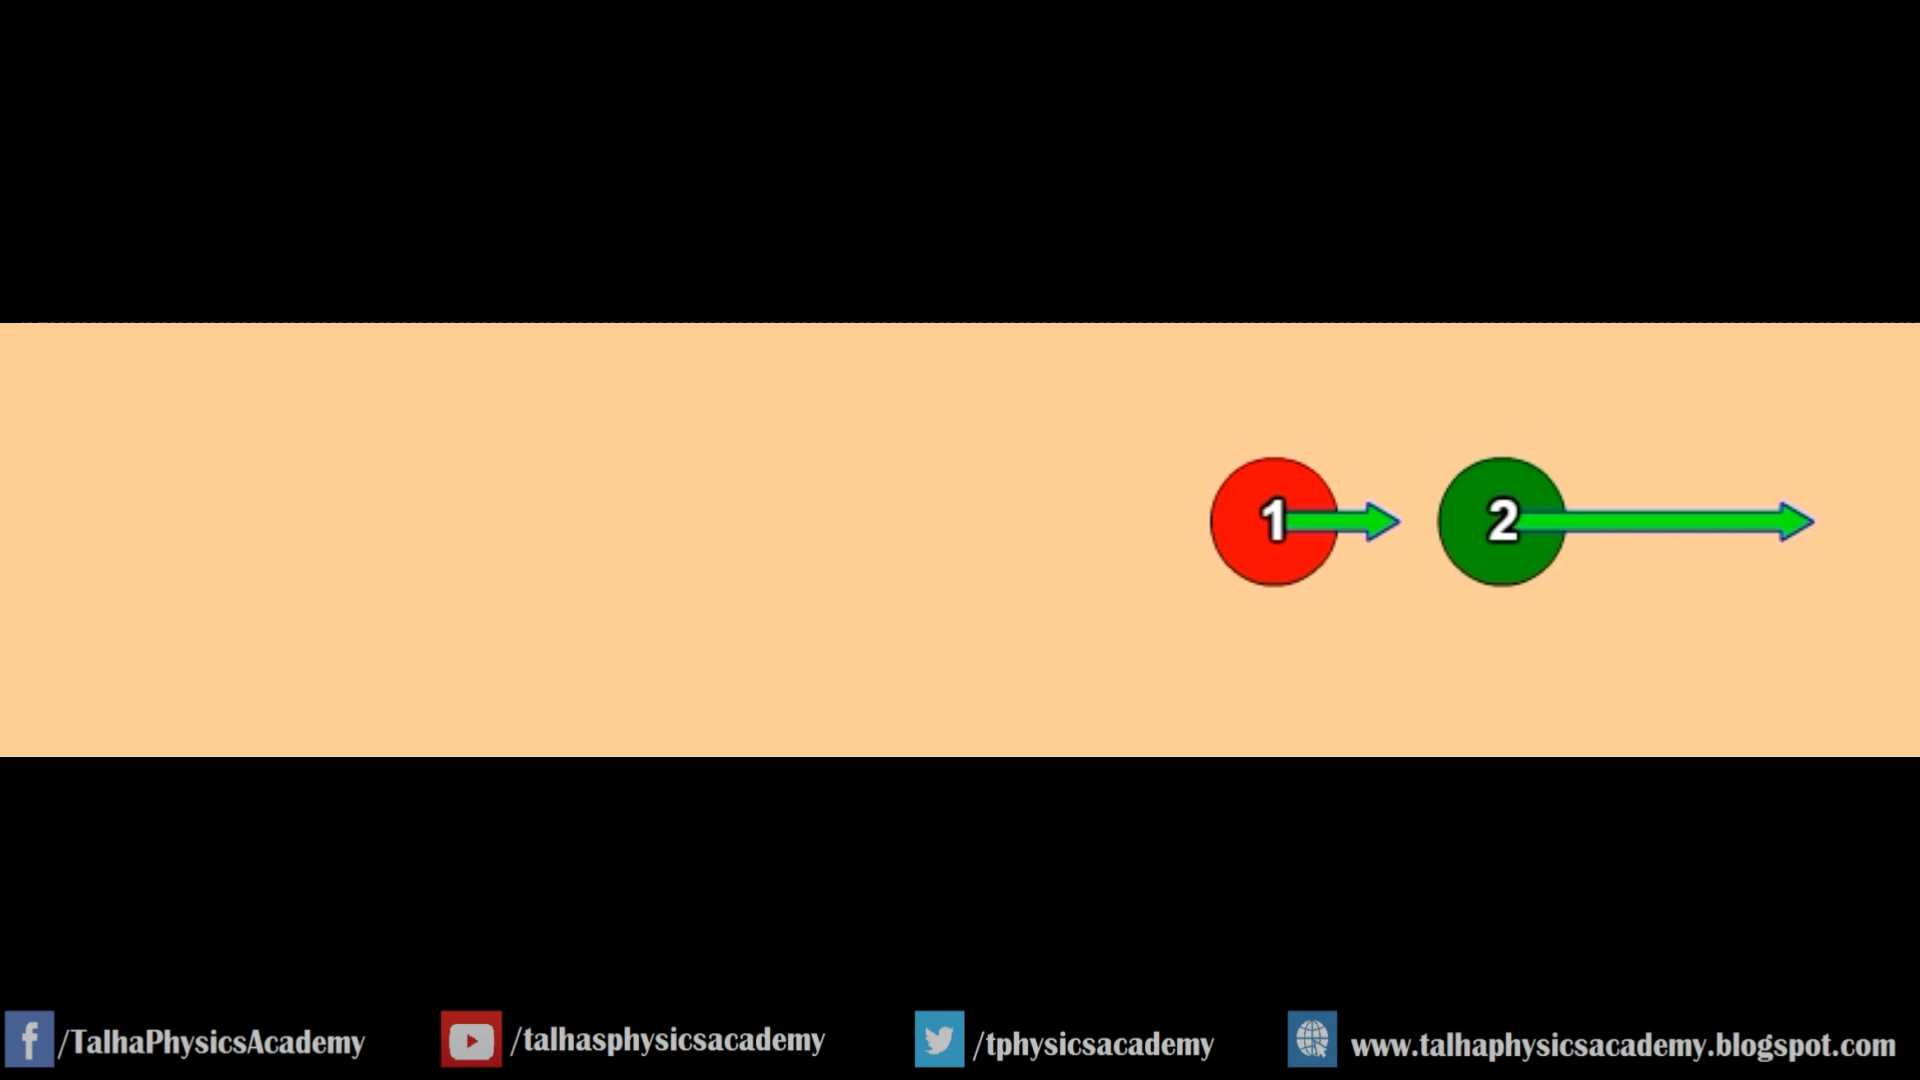 1
2
/TalhaPhysicsAcademy
/talhasphysicsacademy
/tphysicsacademy
www.talhaphysicsacademy.blogspot.com